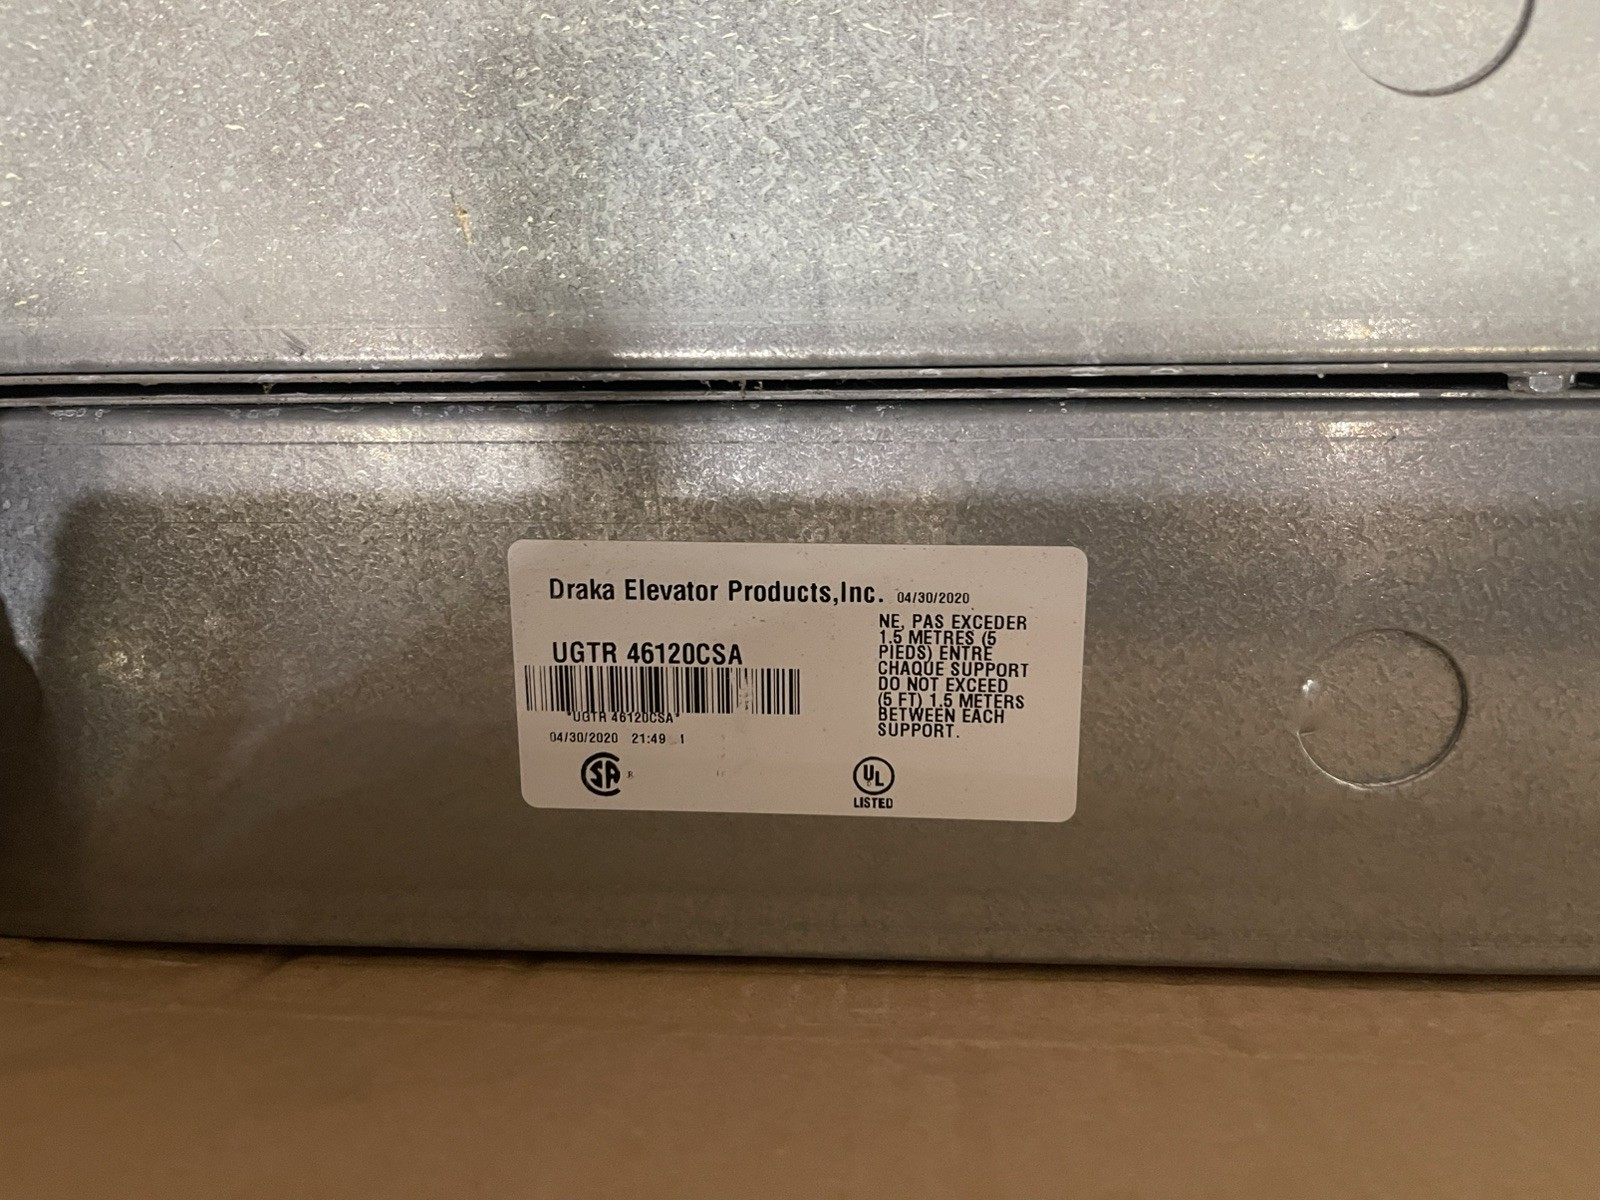 Draka Elevator Products,Inc. 04/30/2020
UGTR 46120CSA
*UGTR 46120CSA*
04/30/2020 21:49 1
NE, PAS EXCEDER
1.5 METRES (5
PIEDS) ENTRE
CHAQUE SUPPORT
DO NOT EXCEED
(5 FT) 1.5 METERS
BETWEEN EACH
SUPPORT.
SA
UL
LISTED